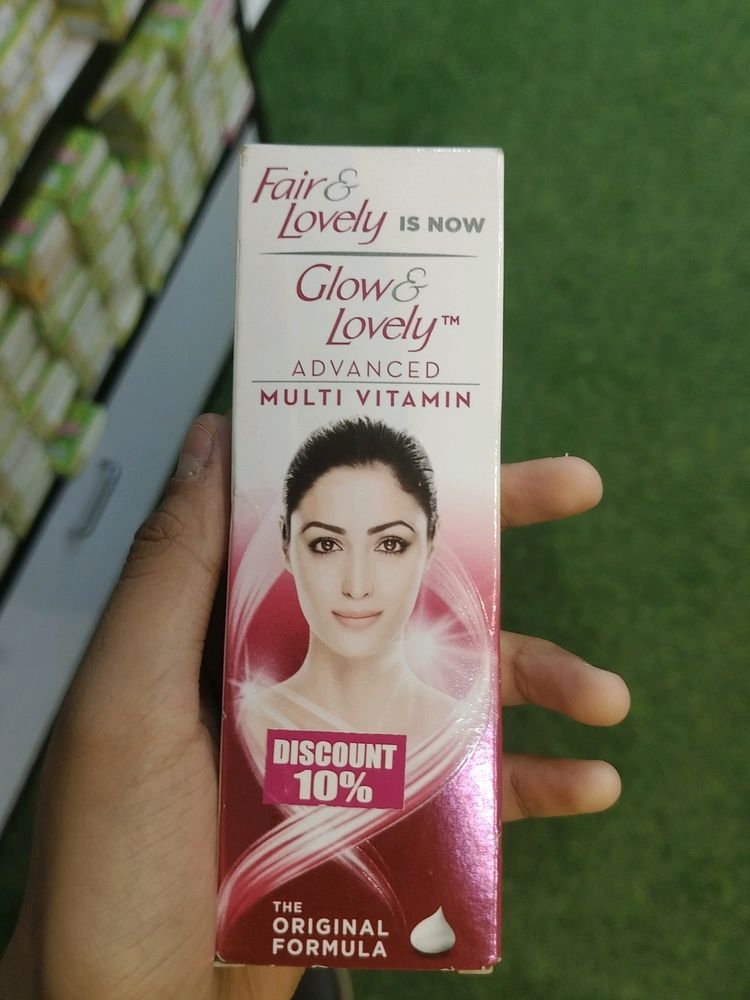 Fair &
Lovely IS NOW
Glow &
Lovely™
ADVANCED
MULTI VITAMIN
DISCOUNT
10%
THE
ORIGINAL
FORMULA